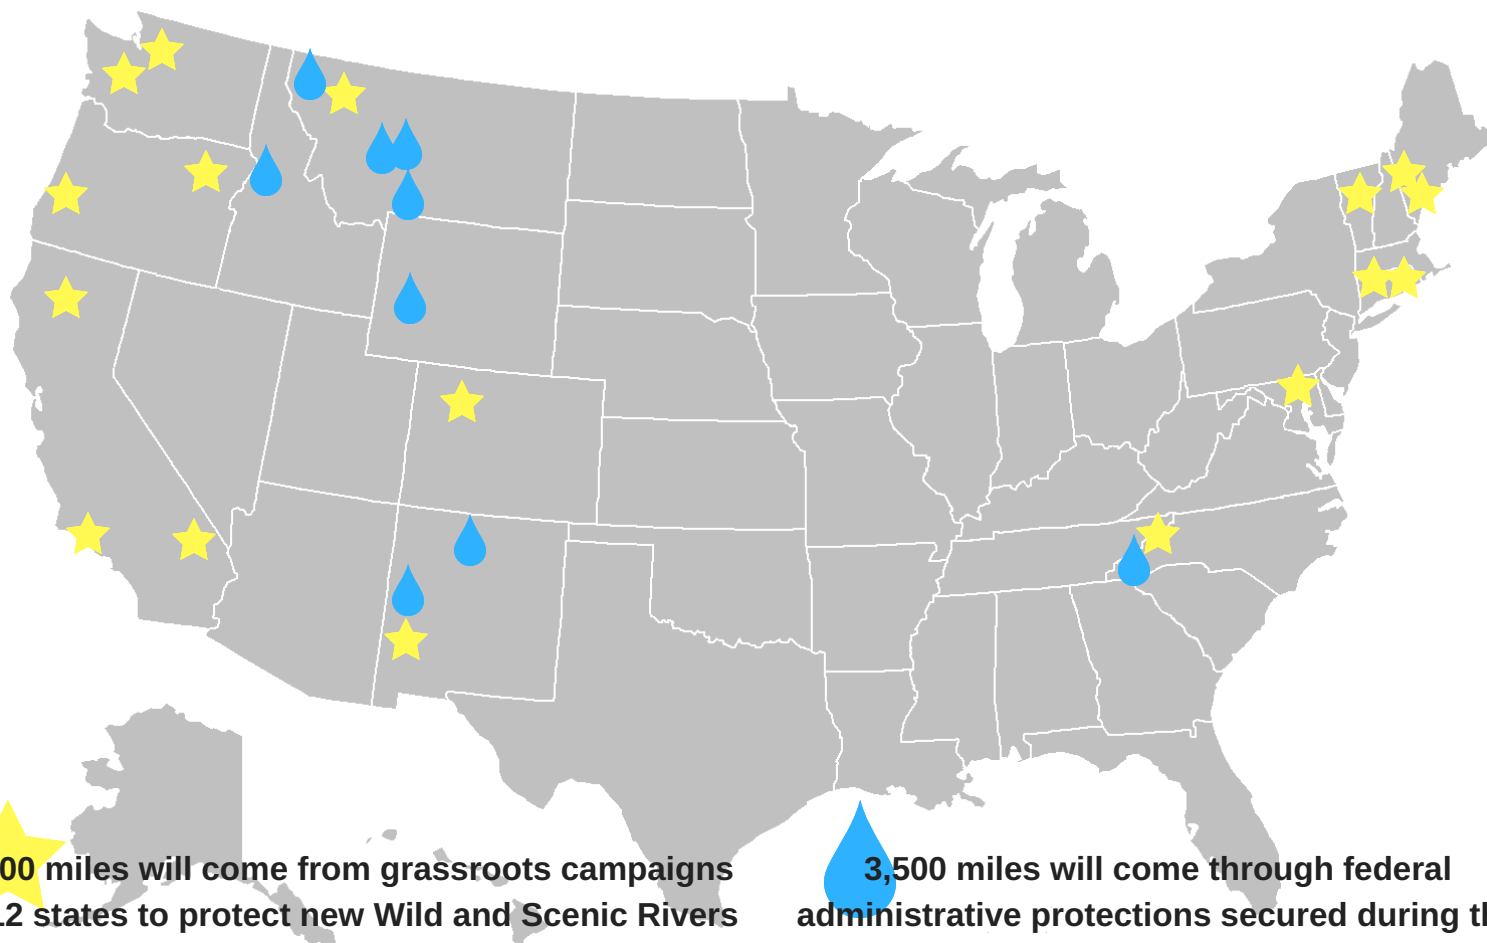 00 miles will come from grassroots campaigns
12 states to protect new Wild and Scenic Rivers
3,500 miles will come through federal
administrative protections secured during